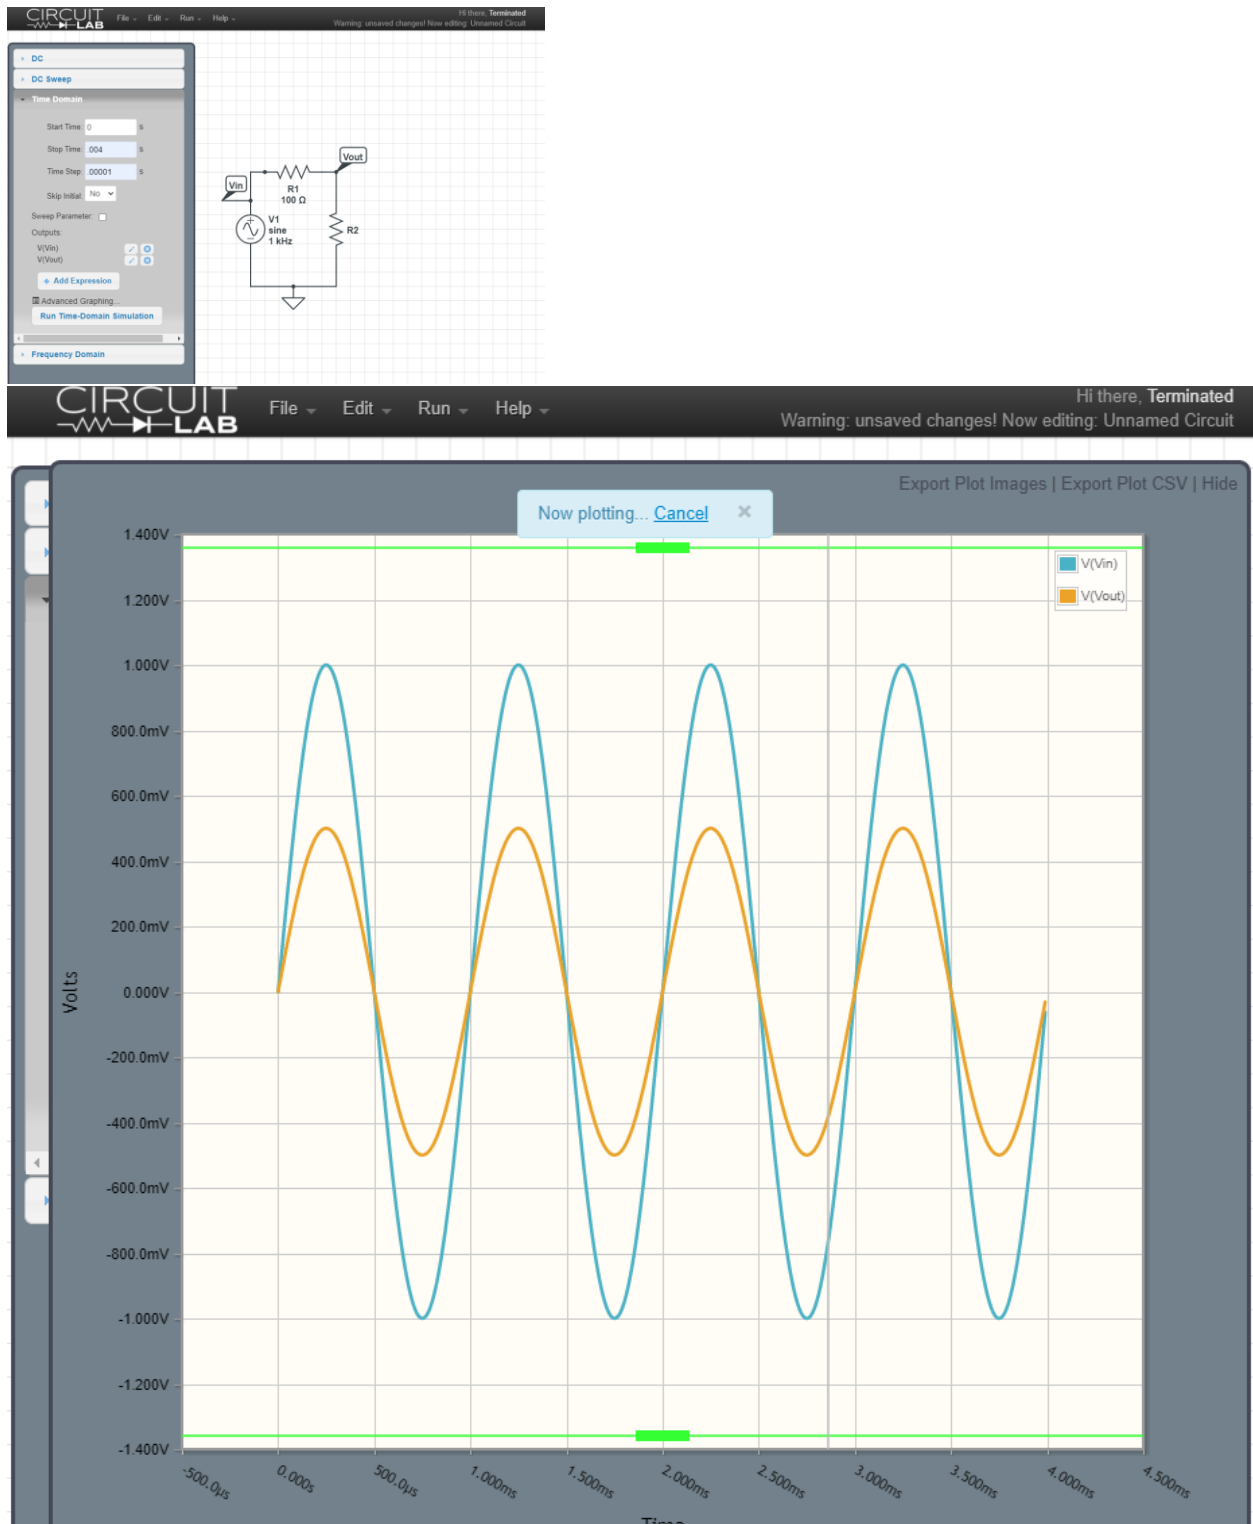 CIRCUIT LAB
File Edit Run Help
Hi there, Terminated
Warning: unsaved changes! Now editing: Unnamed Circuit
DC
DC Sweep
Time Domain
Start Time: 0 s
Stop Time: .004 s
Time Step: .00001 s
Skip Initial: No
Sweep Parameter:
Outputs:
V(Vin)
V(Vout)
+ Add Expression
Advanced Graphing...
Run Time-Domain Simulation
Frequency Domain
Vout
Vin
R1
100 Ω
V1
sine
1 kHz
R2
CIRCUIT LAB
File Edit Run Help
Hi there, Terminated
Warning: unsaved changes! Now editing: Unnamed Circuit
Export Plot Images | Export Plot CSV | Hide
Now plotting... Cancel ×
V(Vin)
V(Vout)
1.400V
1.200V
1.000V
800.0mV
600.0mV
400.0mV
200.0mV
0.000V
-200.0mV
-400.0mV
-600.0mV
-800.0mV
-1.000V
-1.200V
-1.400V
Volts
-500.0µs 0.000s 500.0µs 1.000ms 1.500ms 2.000ms 2.500ms 3.000ms 3.500ms 4.000ms 4.500ms
Time